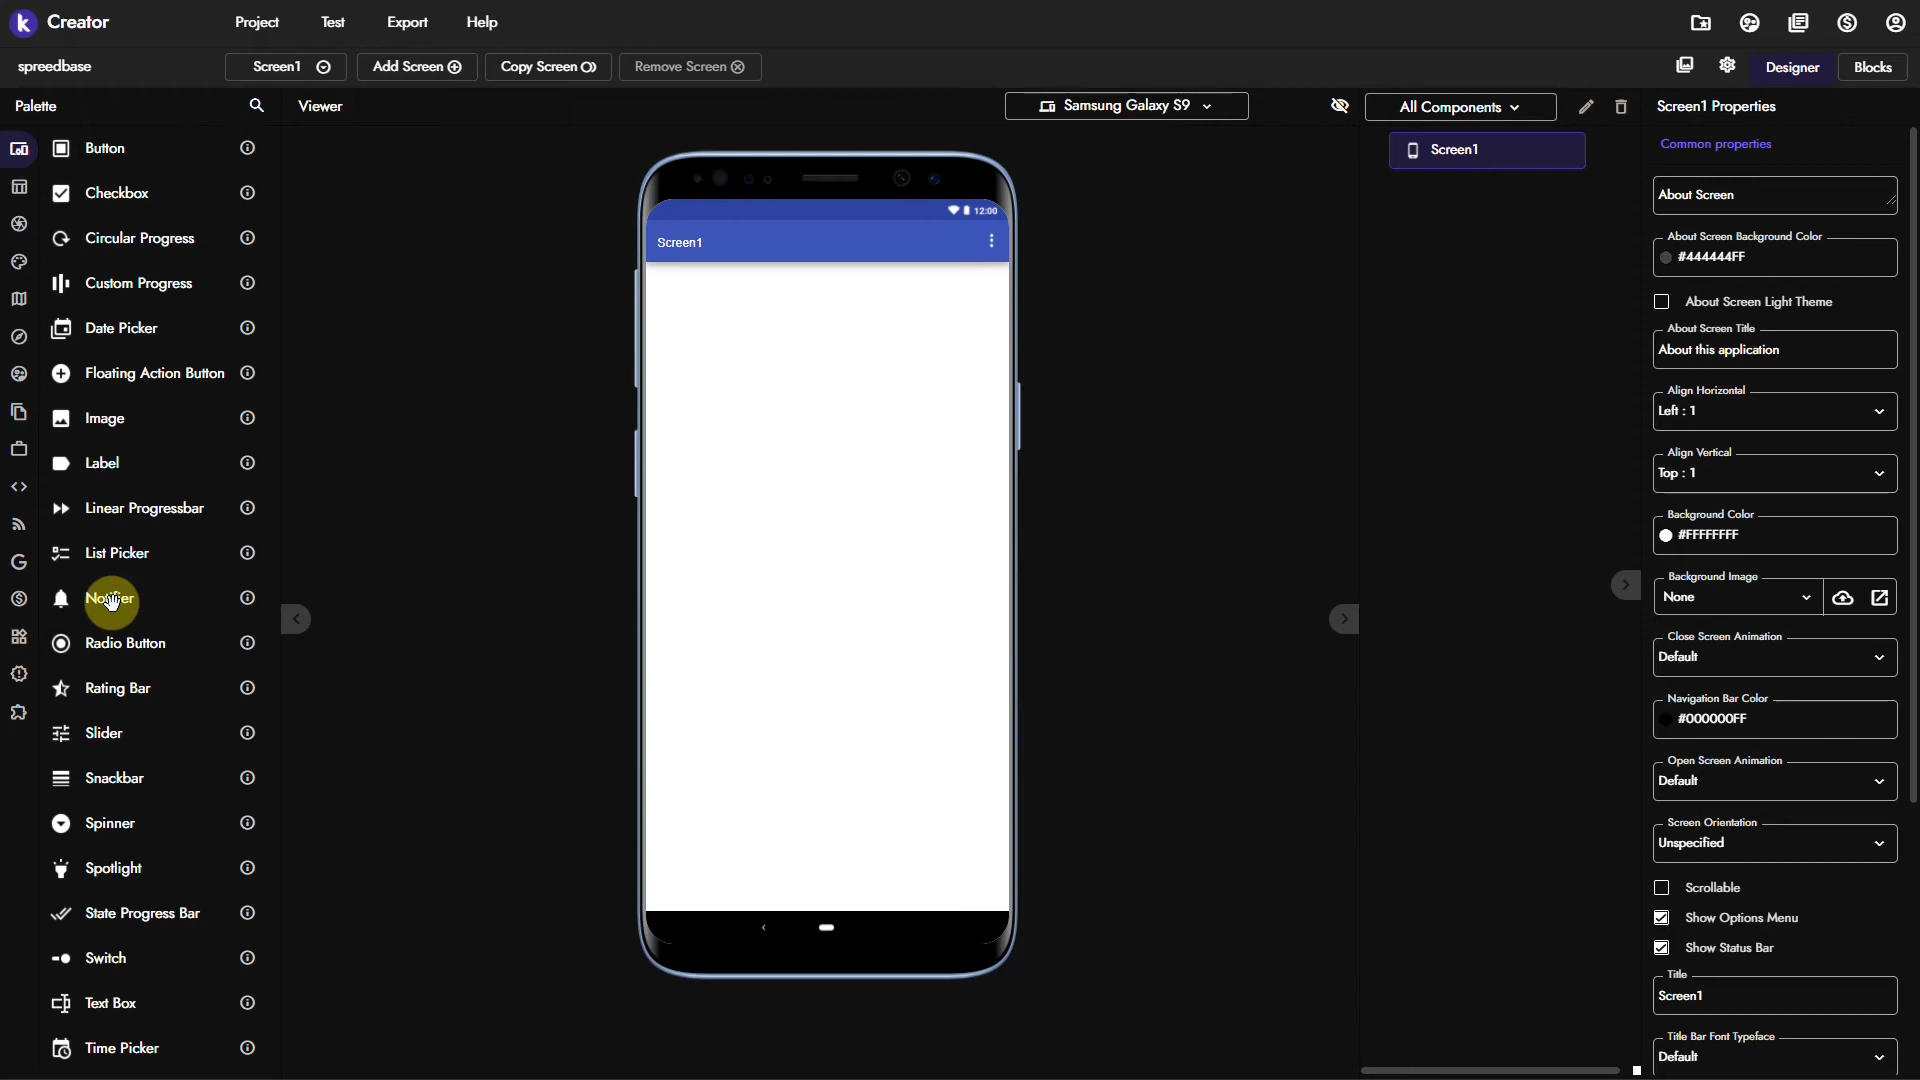 k Creator Project Test Export Help
spreedbase Screen1 Add Screen Copy Screen Remove Screen Designer Blocks
Palette Viewer Samsung Galaxy S9 All Components Screen1 Properties
Button
Checkbox
Circular Progress
Custom Progress
Date Picker
Floating Action Button
Image
Label
Linear Progressbar
List Picker
Radio Button
Rating Bar
Slider
Snackbar
Spinner
Spotlight
State Progress Bar
Switch
Text Box
Time Picker
12:00
Screen1
Screen1
Common properties
About Screen
About Screen Background Color
#444444FF
About Screen Light Theme
About Screen Title
About this application
Align Horizontal
Left : 1
Align Vertical
Top : 1
Background Color
#FFFFFFFF
Background Image
None
Close Screen Animation
Default
Navigation Bar Color
#000000FF
Open Screen Animation
Default
Screen Orientation
Unspecified
Scrollable
Show Options Menu
Show Status Bar
Title
Screen1
Title Bar Font Typeface
Default